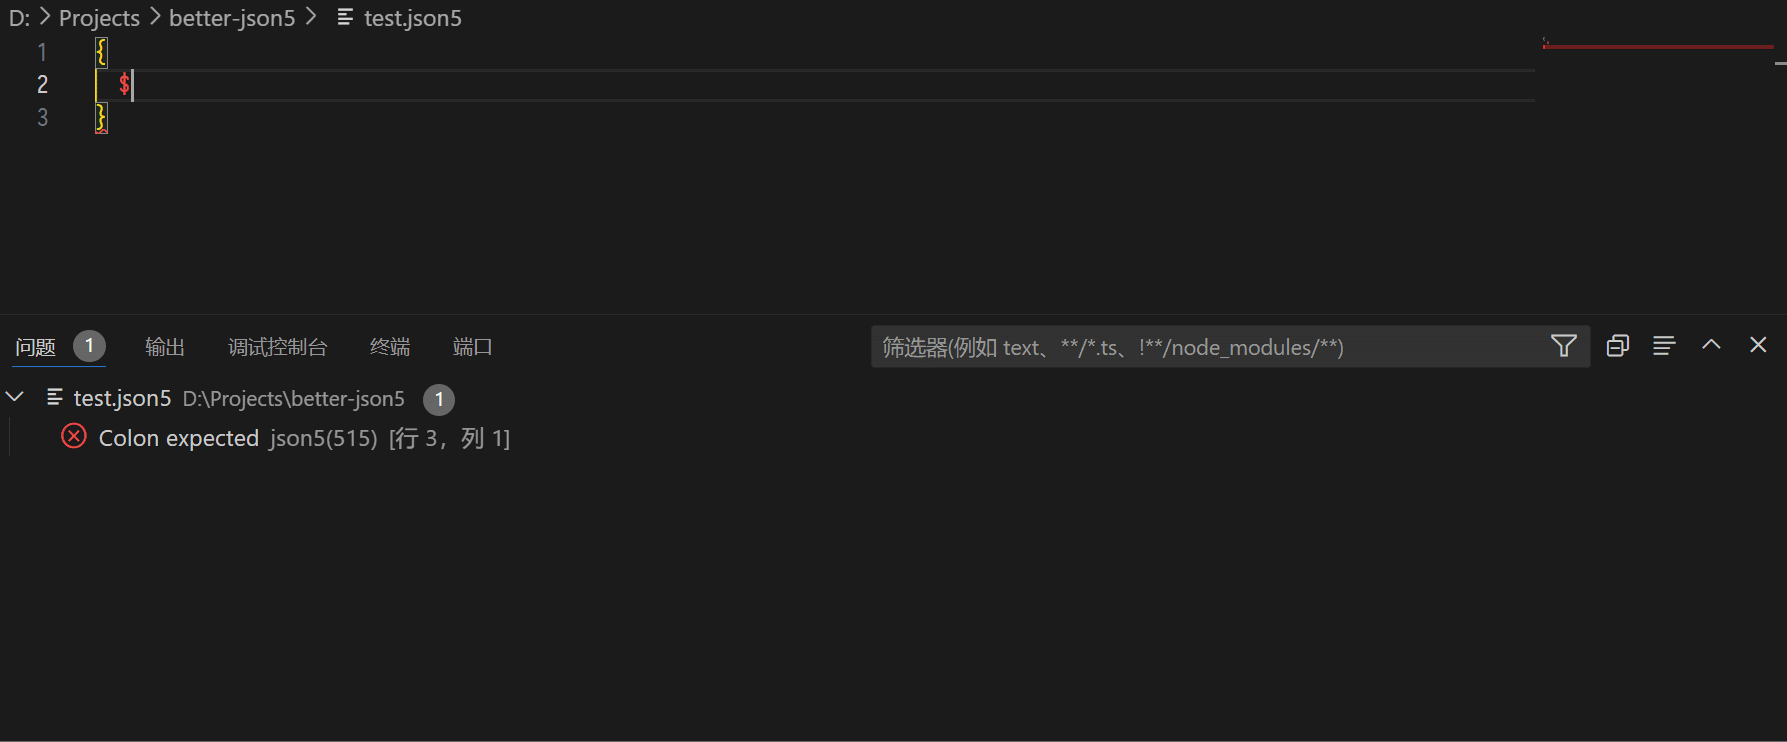 D: > Projects > better-json5 > test.json5
1 {
2 $
3 }
问题 1 输出 调试控制台 终端 端口 筛选器(例如 text、**/*.ts、!**/node_modules/**)
test.json5 D:\Projects\better-json5 1
Colon expected json5(515) [行 3，列 1]